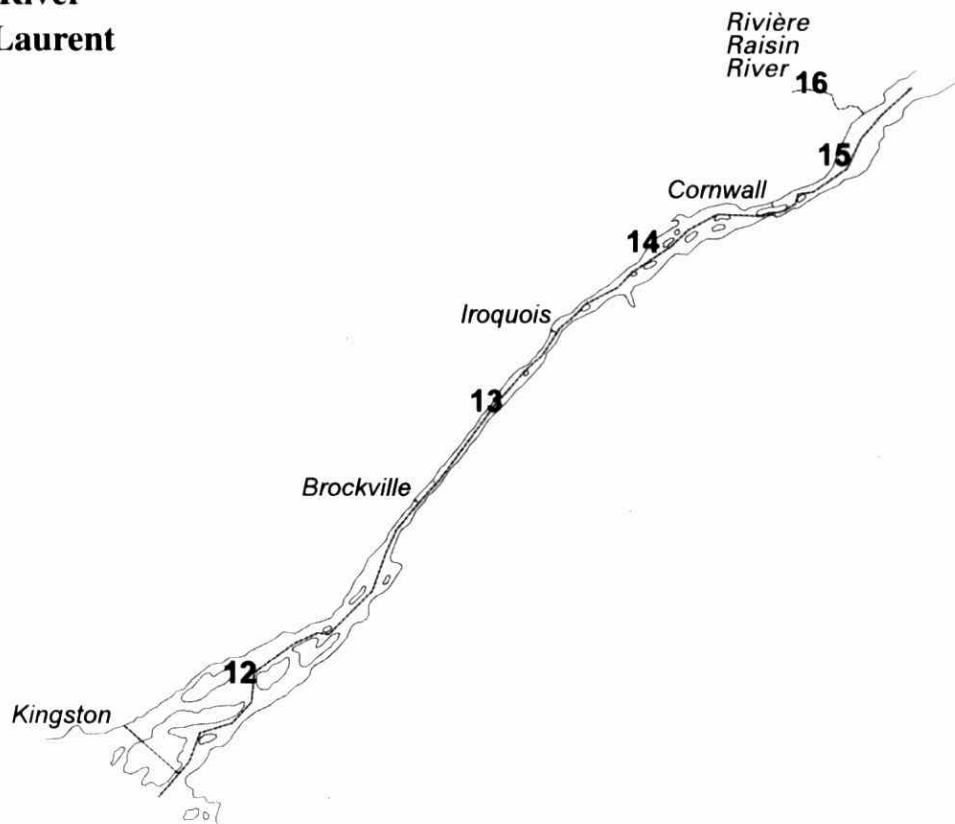 River
Laurent
Rivière
Raisin
River
16
15
Cornwall
14
Iroquois
13
Brockville
12
Kingston